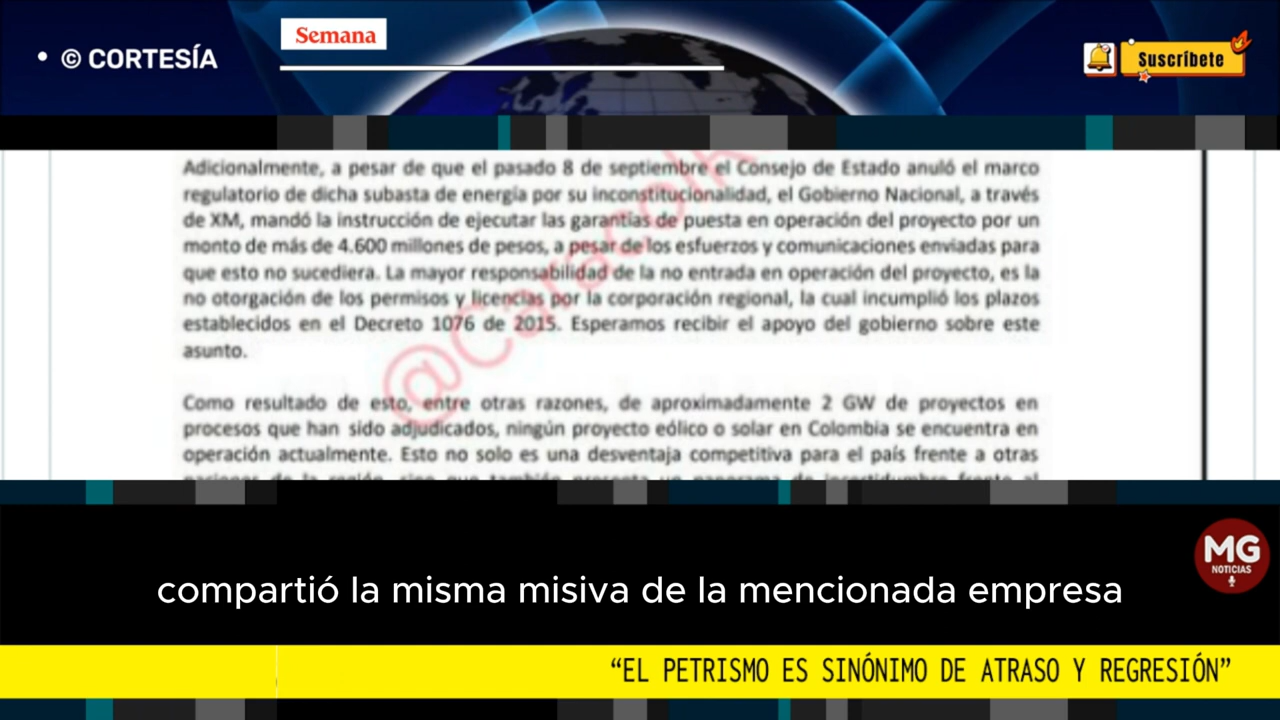 • © CORTESÍA
Semana
Suscríbete
Adicionalmente, a pesar de que el pasado 8 de septiembre el Consejo de Estado anuló el marco
regulatorio de dicha subasta de energía por su inconstitucionalidad, el Gobierno Nacional, a través
de XM, mandó la instrucción de ejecutar las garantías de puesta en operación del proyecto por un
monto de más de 4.600 millones de pesos, a pesar de los esfuerzos y comunicaciones enviadas para
que esto no sucediera. La mayor responsabilidad de la no entrada en operación del proyecto, es la
no otorgación de los permisos y licencias por la corporación regional, la cual incumplió los plazos
establecidos en el Decreto 1076 de 2015. Esperamos recibir el apoyo del gobierno sobre este
asunto.
Como resultado de esto, entre otras razones, de aproximadamente 2 GW de proyectos en
procesos que han sido adjudicados, ningún proyecto eólico o solar en Colombia se encuentra en
operación actualmente. Esto no solo es una desventaja competitiva para el país frente a otras
MG
NOTICIAS
compartió la misma misiva de la mencionada empresa
“EL PETRISMO ES SINÓNIMO DE ATRASO Y REGRESIÓN”